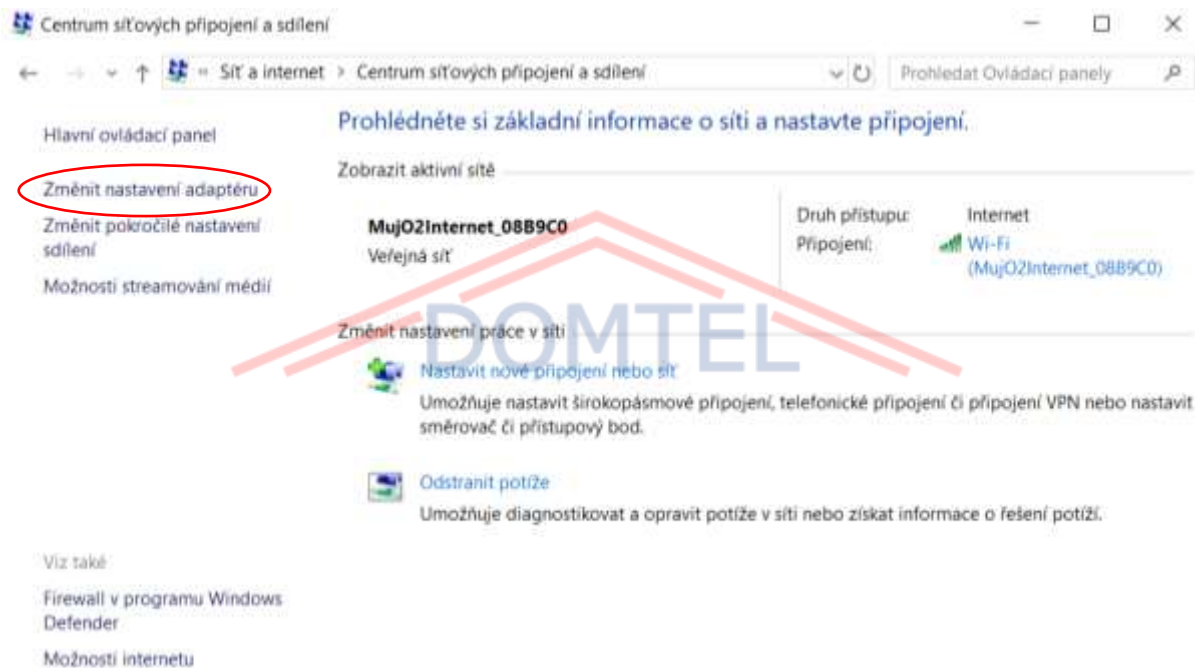 Centrum síťových připojení a sdílení
Síť a internet > Centrum síťových připojení a sdílení
Prohledat Ovládací panely
Hlavní ovládací panel
Změnit nastavení adaptéru
Změnit pokročilé nastavení
sdílení
Možnosti streamování médií
Prohlédněte si základní informace o síti a nastavte připojení.
Zobrazit aktivní sítě
MujO2Internet_08B9C0
Veřejná síť
Druh přístupu: Internet
Připojení: Wi-Fi
(MujO2Internet_08B9C0)
DOMTEL
Změnit nastavení práce v síti
Nastavit nové připojení nebo síť
Umožňuje nastavit širokopásmové připojení, telefonické připojení či připojení VPN nebo nastavit
směrovač či přístupový bod.
Odstranit potíže
Umožňuje diagnostikovat a opravit potíže v síti nebo získat informace o řešení potíží.
Viz také
Firewall v programu Windows
Defender
Možnosti internetu